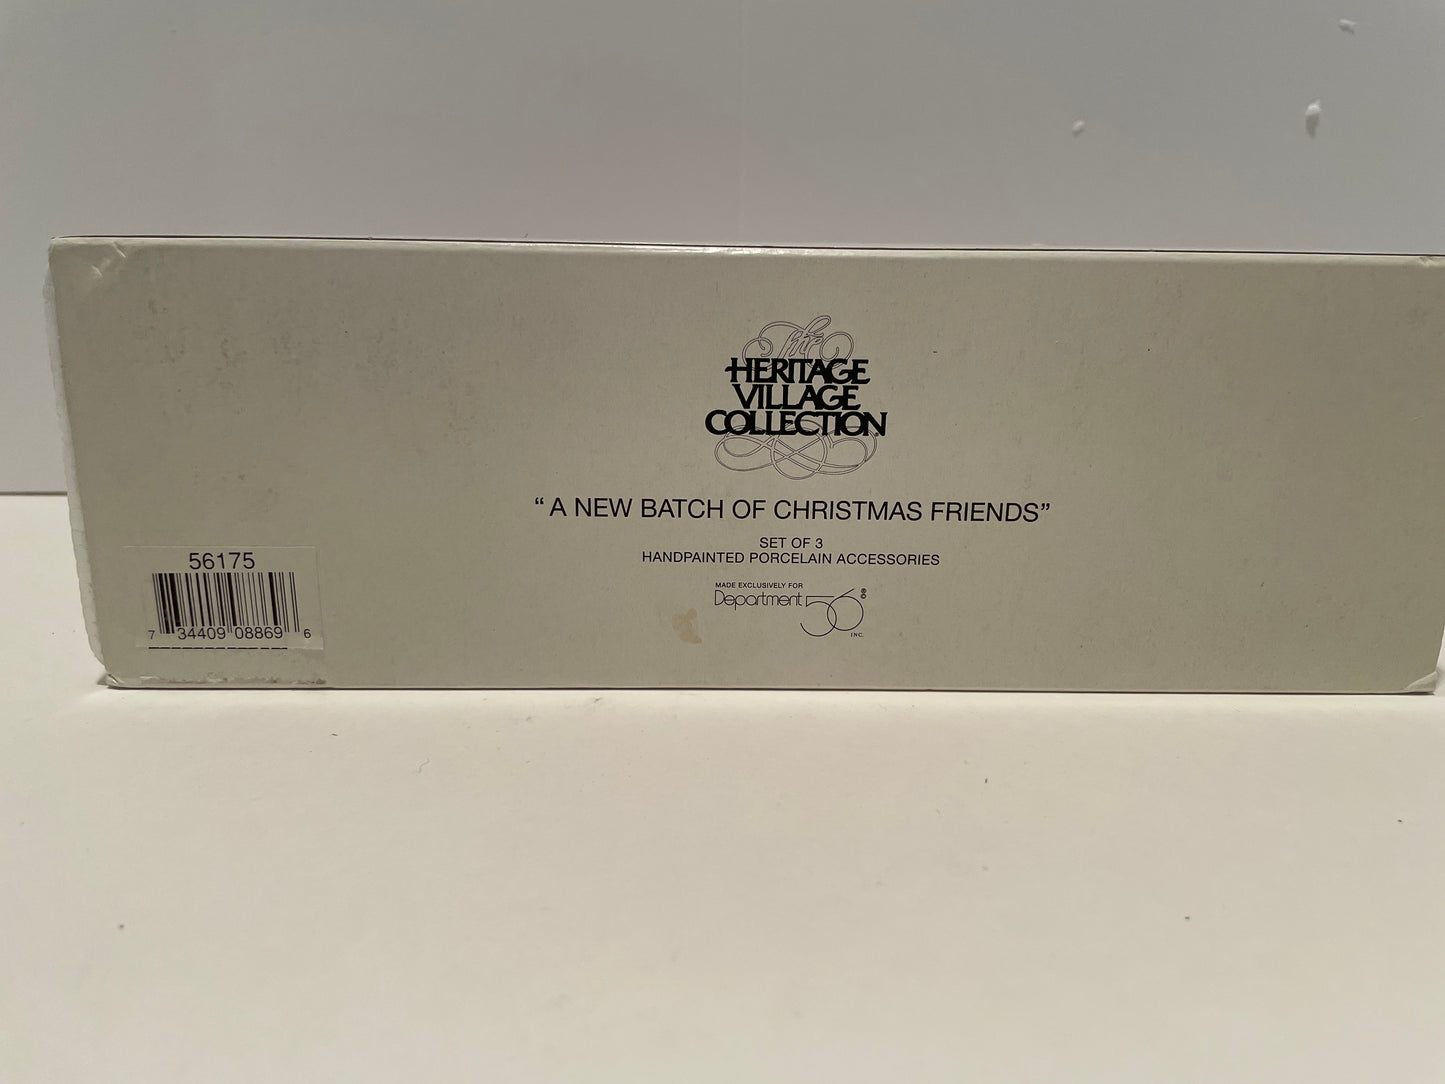 The
HERITAGE
VILLAGE
COLLECTION®
“A NEW BATCH OF CHRISTMAS FRIENDS”
SET OF 3
HANDPAINTED PORCELAIN ACCESSORIES
MADE EXCLUSIVELY FOR
Department 56 ®©
INC.
56175
7 34409 08869 6